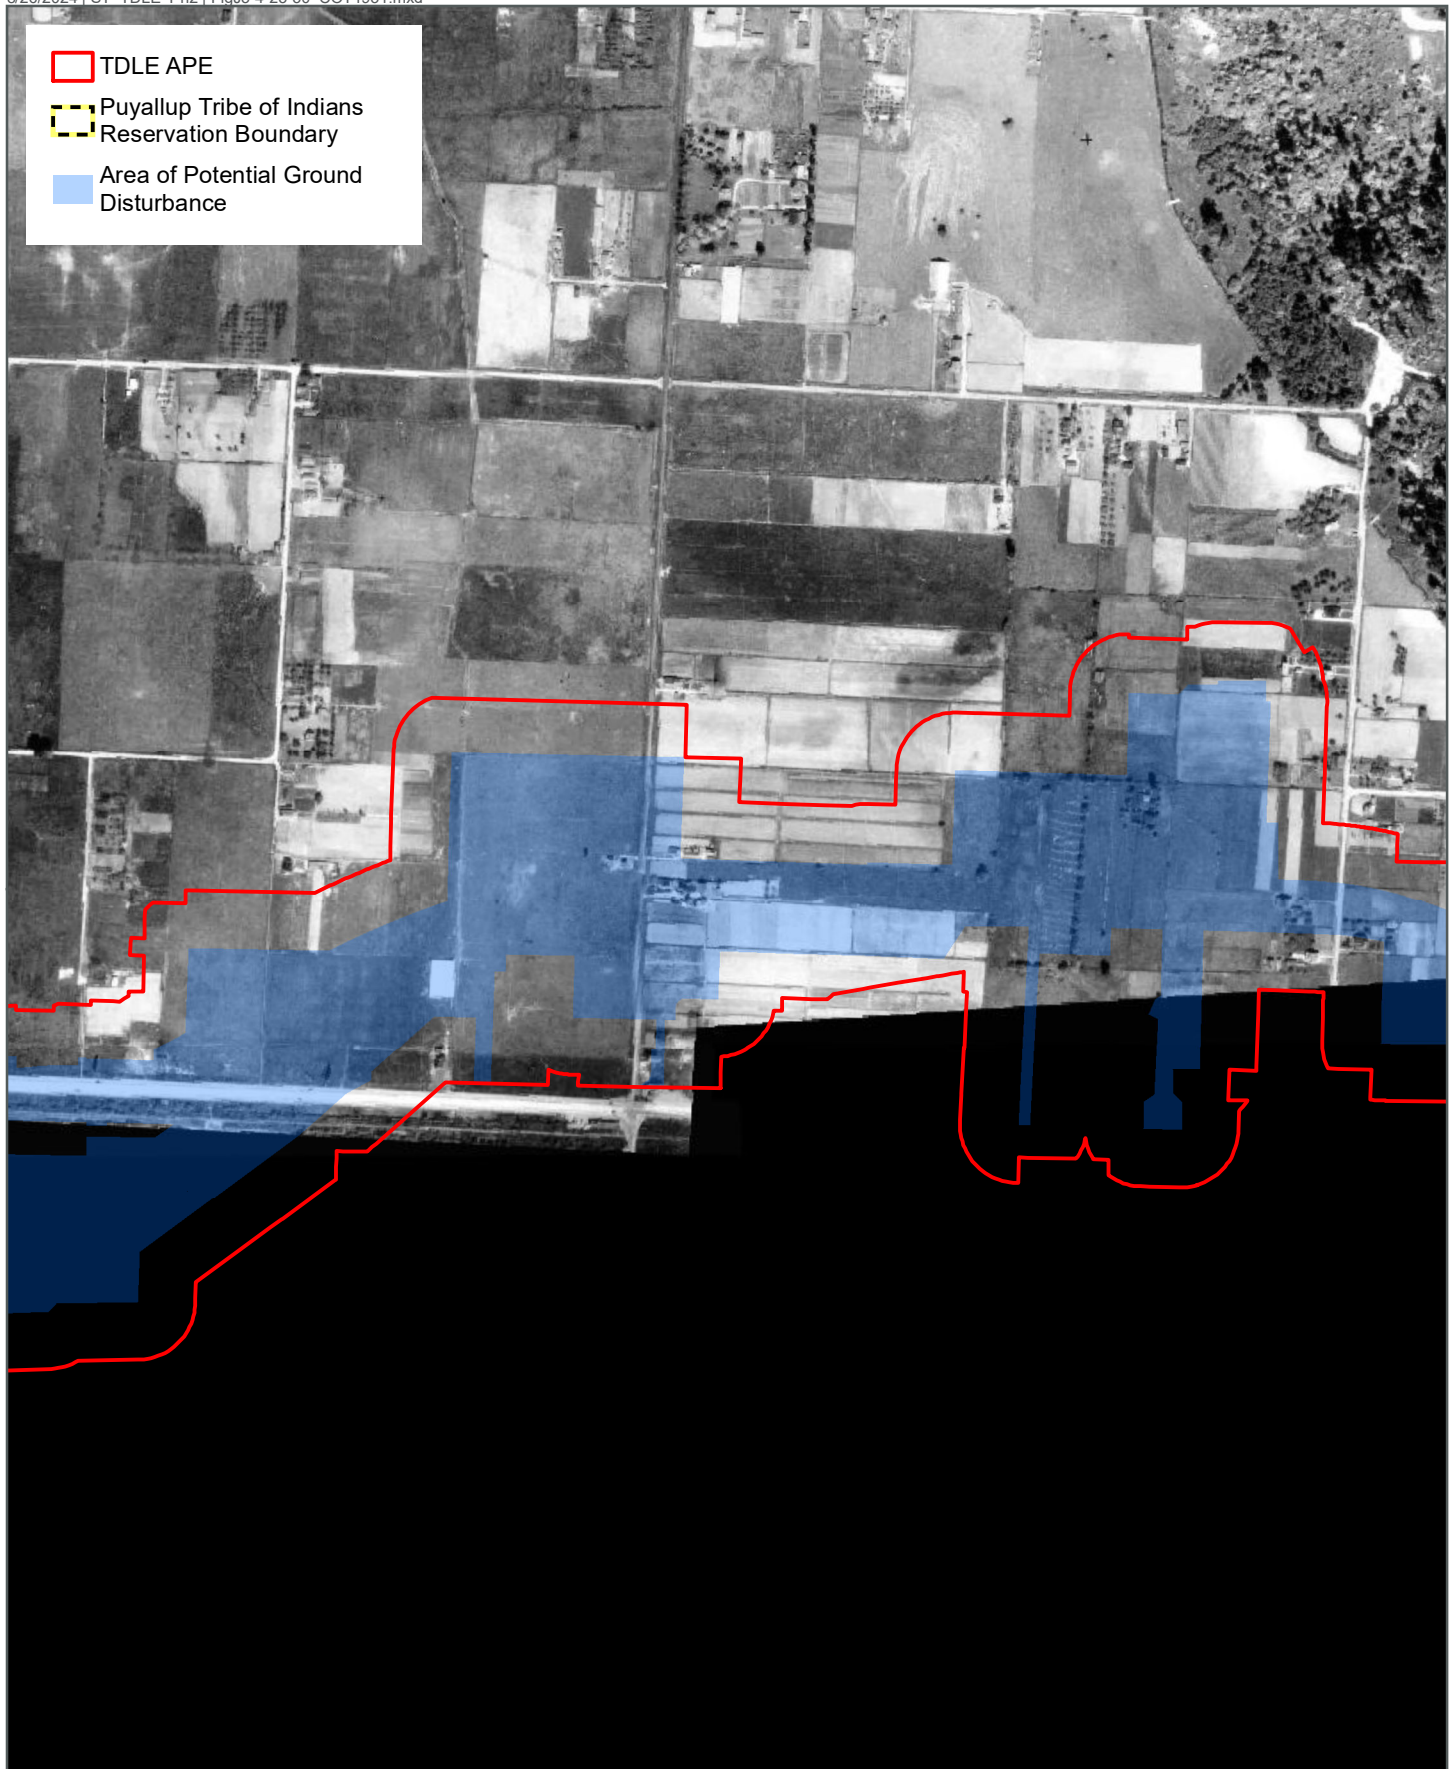 TDLE APE
Puyallup Tribe of Indians
Reservation Boundary
Area of Potential Ground
Disturbance